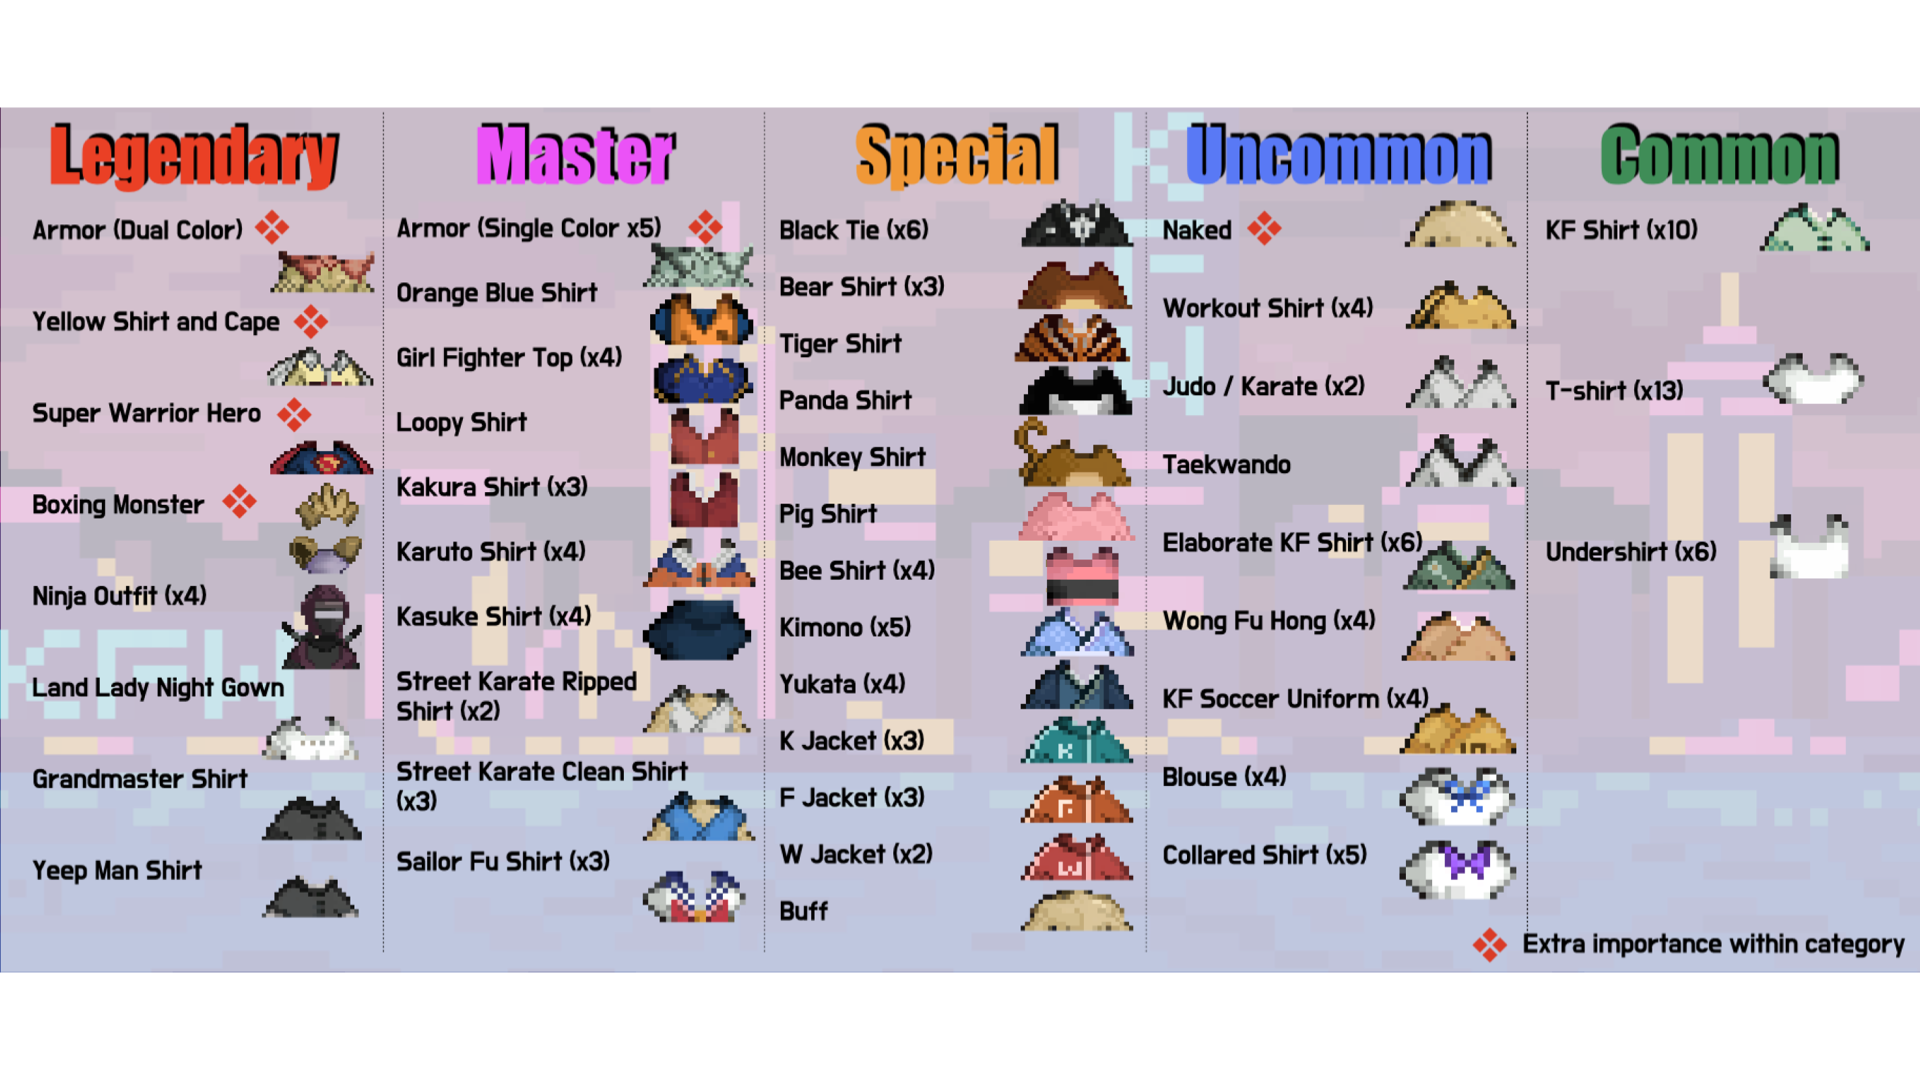 Legendary
Armor (Dual Color)
Yellow Shirt and Cape
Super Warrior Hero
Boxing Monster
Ninja Outfit (x4)
Land Lady Night Gown
Grandmaster Shirt
Yeep Man Shirt
Master
Armor (Single Color x5)
Orange Blue Shirt
Girl Fighter Top (x4)
Loopy Shirt
Kakura Shirt (x3)
Karuto Shirt (x4)
Kasuke Shirt (x4)
Street Karate Ripped
Shirt (x2)
Street Karate Clean Shirt
(x3)
Sailor Fu Shirt (x3)
Special
Black Tie (x6)
Bear Shirt (x3)
Tiger Shirt
Panda Shirt
Monkey Shirt
Pig Shirt
Bee Shirt (x4)
Kimono (x5)
Yukata (x4)
K Jacket (x3)
K
F Jacket (x3)
F
W Jacket (x2)
W
Buff
Uncommon
Naked
Workout Shirt (x4)
Judo / Karate (x2)
Taekwando
Elaborate KF Shirt (x6)
Wong Fu Hong (x4)
KF Soccer Uniform (x4)
10
Blouse (x4)
Collared Shirt (x5)
Common
KF Shirt (x10)
T-shirt (x13)
Undershirt (x6)
Extra importance within category
KFW